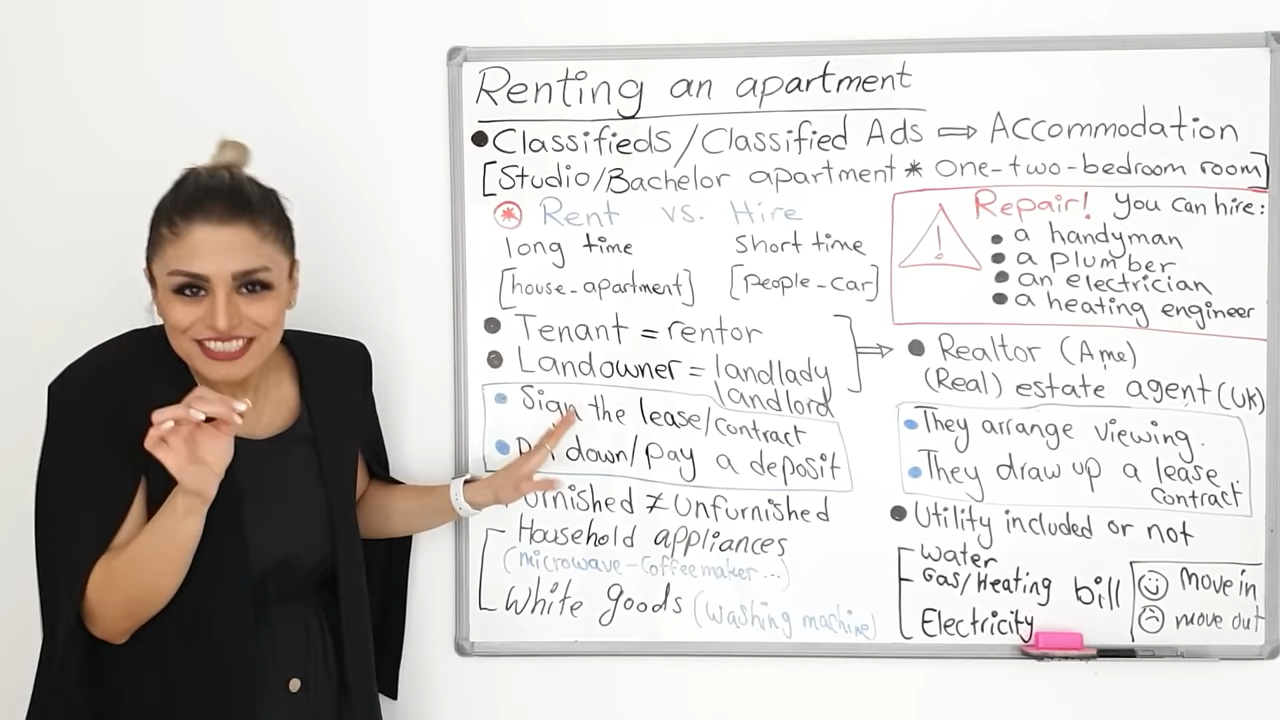 Renting an apartment
Classifieds / Classified Ads ⇒ Accommodation
[Studio/Bachelor apartment * one-two-bedroom room]
Rent vs. Hire
long time short time
[house-apartment] [people-car]
Tenant = rentor
Landowner = landlady
landlord
Sign the lease/contract
down/pay a deposit
Furnished ≠ Unfurnished
Household appliances
(microwave-coffee maker...)
White goods (washing machine)
! Repair! You can hire:
a handyman
a plumber
an electrician
a heating engineer
⇒ Realtor (Ame)
(Real) estate agent (UK)
They arrange viewing.
They draw up a lease
contract
Utility included or not
Water
Gas/Heating bill
Electricity
move in
move out